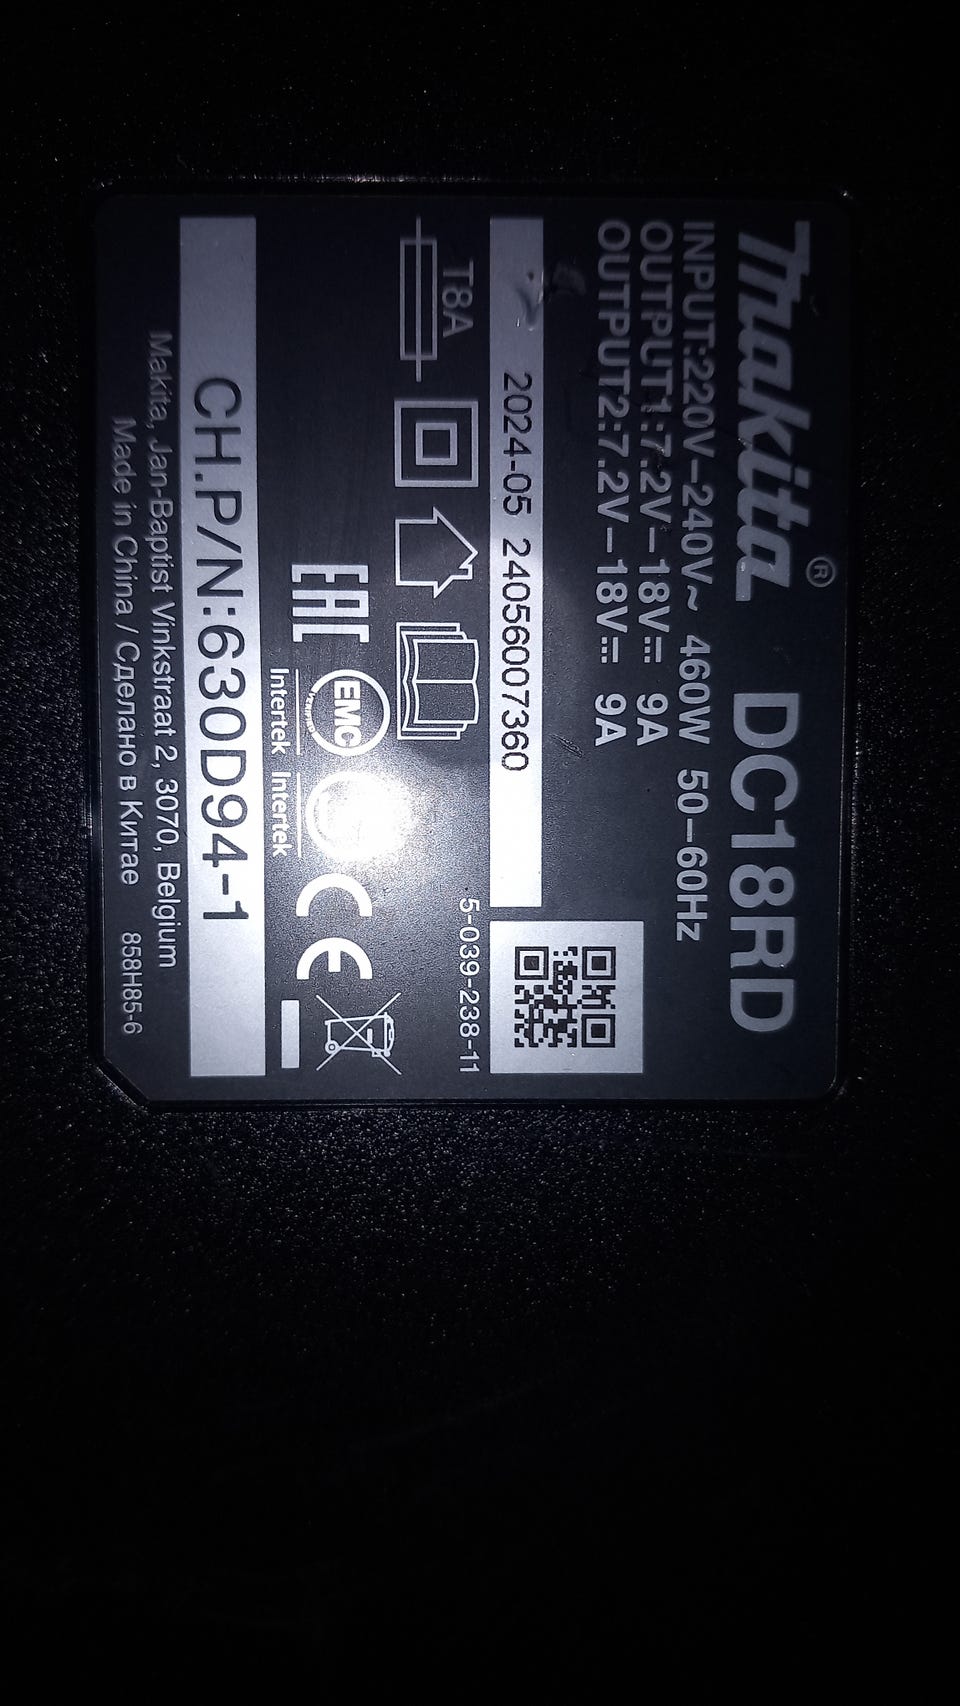 Makita® DC18RD
INPUT:220V–240V~ 460W 50–60Hz
OUTPUT1:7.2V–18V⎓ 9A
OUTPUT2:7.2V–18V⎓ 9A
2024-05 24056007360
5-039-238-11
T8A
EAC EMC CE
Intertek Intertek
CH.P/N:630D94-1
Makita, Jan-Baptist Vinkstraat 2, 3070, Belgium
Made in China / Сделано в Китае 858H85-6